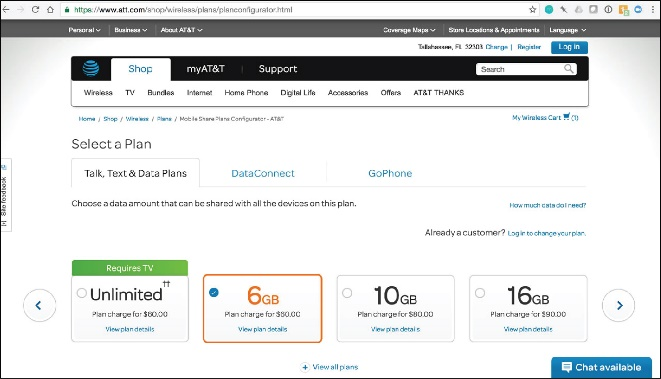 https://www.att.com/shop/wireless/plans/planconfigurator.html
Personal Business About AT&T Coverage Maps Store Locations & Appointments Language
Tallahassee, FL 32303 Change | Register Log in
Shop myAT&T Support Search
Wireless TV Bundles Internet Home Phone Digital Life Accessories Offers AT&T THANKS
Home / Shop / Wireless / Plans / Mobile Share Plans Configurator - AT&T My Wireless Cart (1)
Select a Plan
Talk, Text & Data Plans DataConnect GoPhone
[+] Site feedback
Choose a data amount that can be shared with all the devices on this plan. How much data do I need?
Already a customer? Log in to change your plan.
Requires TV
Unlimited†† 6GB 10GB 16GB
Plan charge for $60.00 Plan charge for $60.00 Plan charge for $80.00 Plan charge for $90.00
View plan details View plan details View plan details View plan details
+ View all plans
Chat available